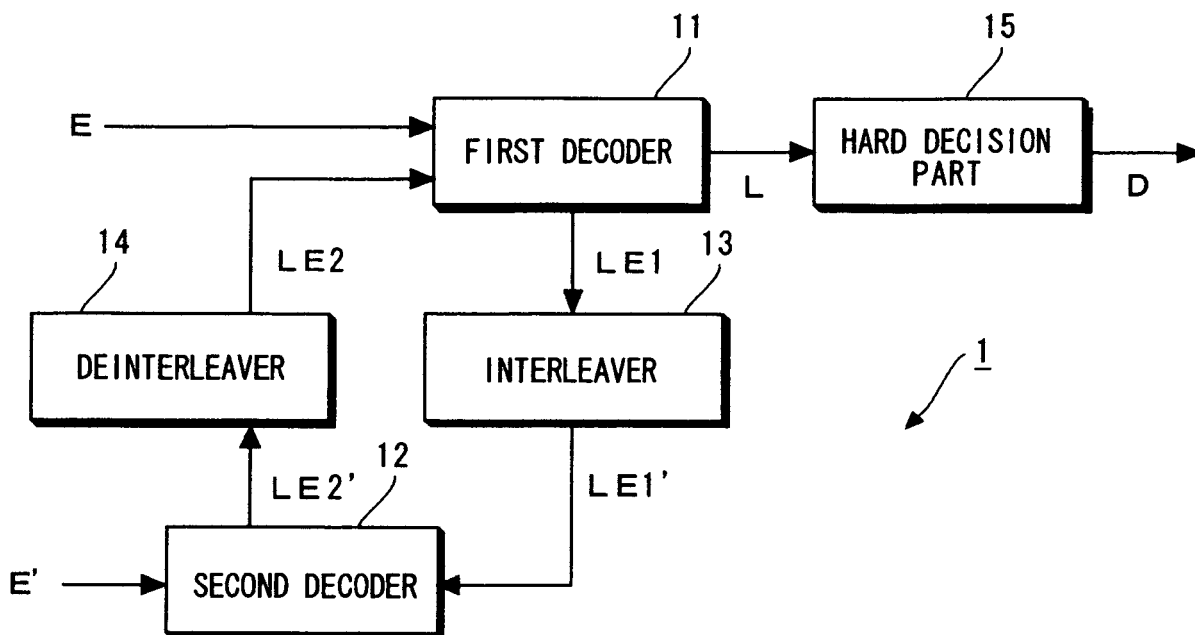 11
15
E
FIRST DECODER
HARD DECISION
PART
L
D
14
LE2
LE1
13
DEINTERLEAVER
INTERLEAVER
1
LE2'
12
LE1'
E'
SECOND DECODER